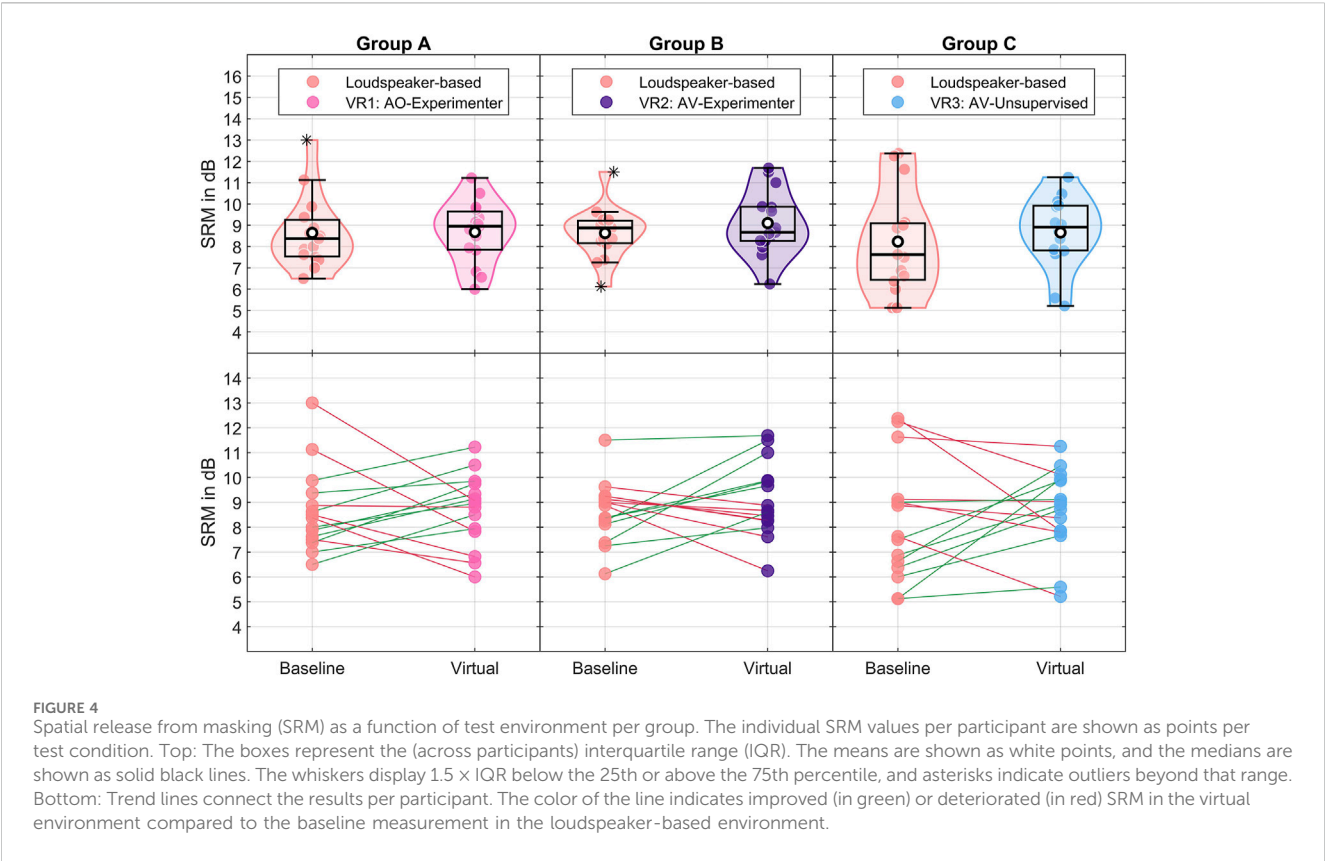 Group A
Group B
Group C
Loudspeaker-based
VR1: AO-Experimenter
Loudspeaker-based
VR2: AV-Experimenter
Loudspeaker-based
VR3: AV-Unsupervised
SRM in dB
16
15
14
13
12
11
10
9
8
7
6
5
4
SRM in dB
14
13
12
11
10
9
8
7
6
5
4
Baseline
Virtual
Baseline
Virtual
Baseline
Virtual
FIGURE 4
Spatial release from masking (SRM) as a function of test environment per group. The individual SRM values per participant are shown as points per
test condition. Top: The boxes represent the (across participants) interquartile range (IQR). The means are shown as white points, and the medians are
shown as solid black lines. The whiskers display 1.5 × IQR below the 25th or above the 75th percentile, and asterisks indicate outliers beyond that range.
Bottom: Trend lines connect the results per participant. The color of the line indicates improved (in green) or deteriorated (in red) SRM in the virtual
environment compared to the baseline measurement in the loudspeaker-based environment.